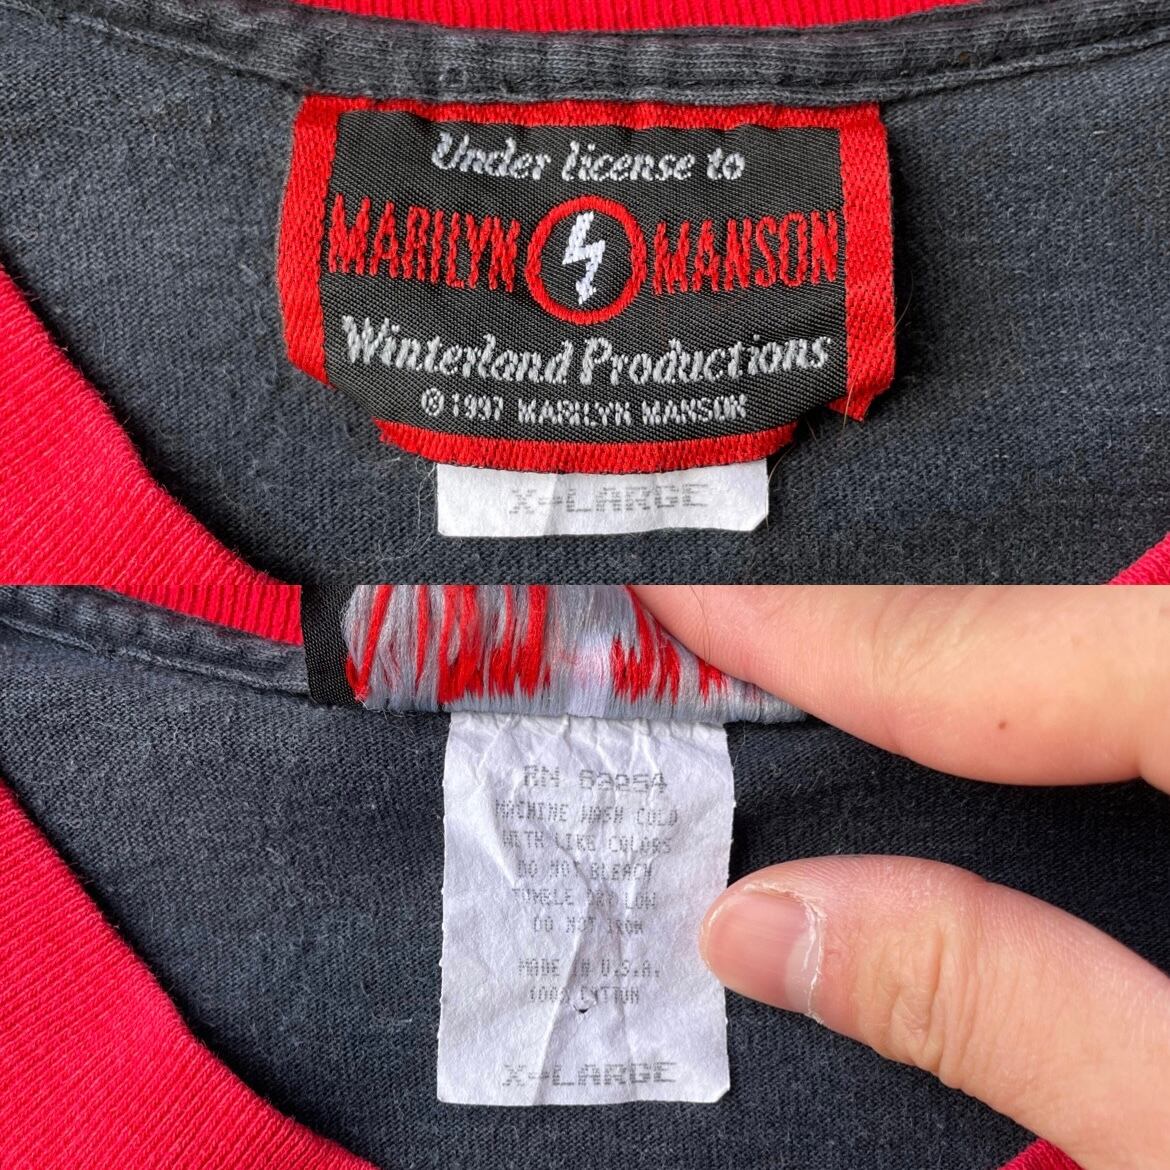 Under license to
MARILYN MANSON
Winterland Productions
© 1997 MARILYN MANSON
X-LARGE
RN 62254
MACHINE WASH COLD
WITH LIKE COLORS
DO NOT BLEACH
TUMBLE DRY LOW
DO NOT IRON
MADE IN U.S.A.
100% COTTON
X-LARGE